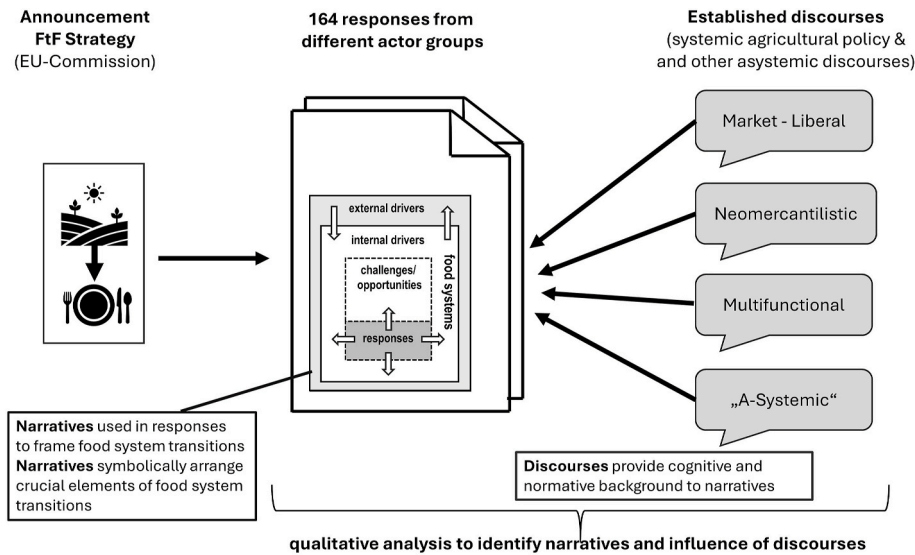 Announcement
FtF Strategy
(EU-Commission)
164 responses from
different actor groups
Established discourses
(systemic agricultural policy &
and other asystemic discourses)
Market - Liberal
Neomercantilistic
Multifunctional
„A-Systemic“
external drivers
internal drivers
challenges/
opportunities
responses
food systems
Narratives used in responses
to frame food system transitions
Narratives symbolically arrange
crucial elements of food system
transitions
Discourses provide cognitive and
normative background to narratives
qualitative analysis to identify narratives and influence of discourses